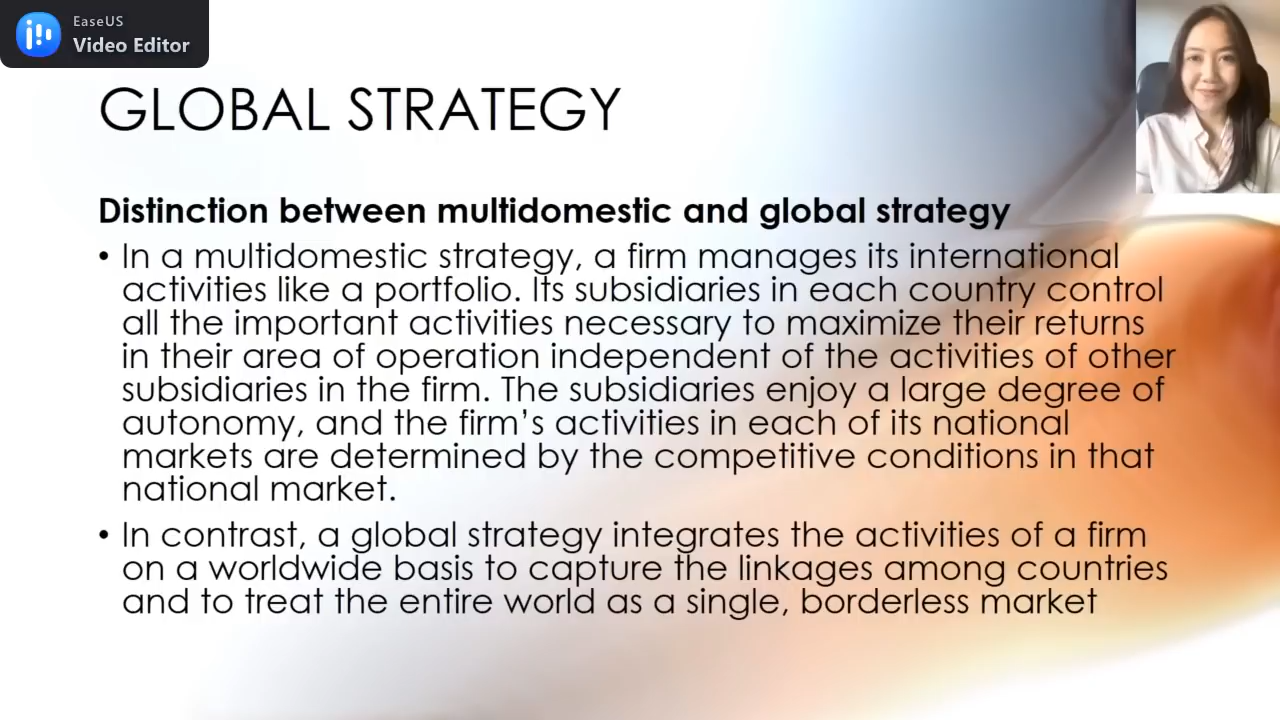 EaseUS
Video Editor
GLOBAL STRATEGY
Distinction between multidomestic and global strategy
• In a multidomestic strategy, a firm manages its international
activities like a portfolio. Its subsidiaries in each country control
all the important activities necessary to maximize their returns
in their area of operation independent of the activities of other
subsidiaries in the firm. The subsidiaries enjoy a large degree of
autonomy, and the firm’s activities in each of its national
markets are determined by the competitive conditions in that
national market.
• In contrast, a global strategy integrates the activities of a firm
on a worldwide basis to capture the linkages among countries
and to treat the entire world as a single, borderless market